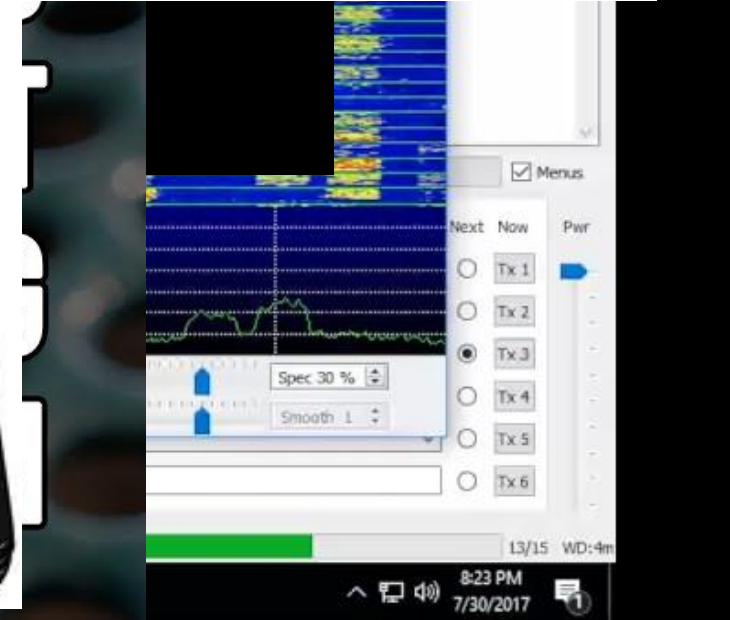 Menus
Next Now Pwr
Tx 1
Tx 2
Spec 30 % Tx 3
Smooth 1 Tx 4
Tx 5
Tx 6
13/15 WD:4m
8:23 PM
7/30/2017
1